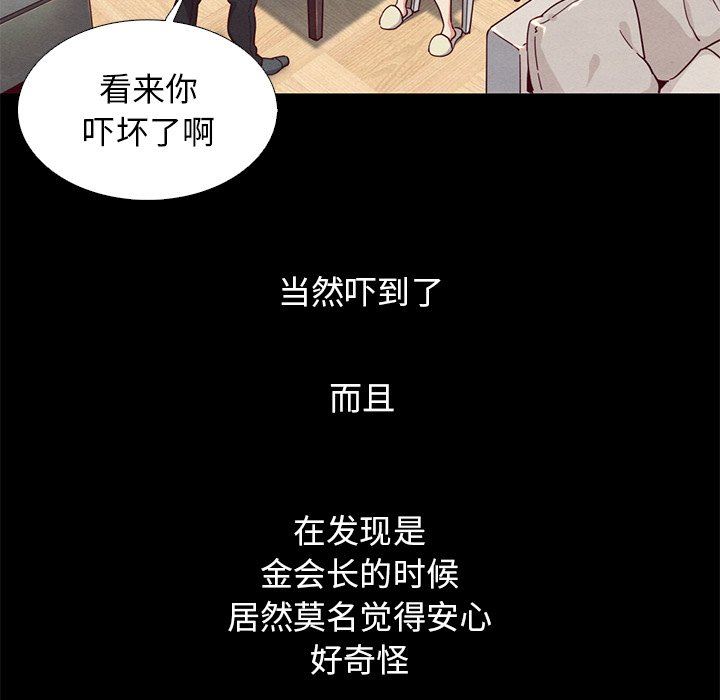 看来你
吓坏了啊
当然吓到了
而且
在发现是
金会长的时候
居然莫名觉得安心
好奇怪